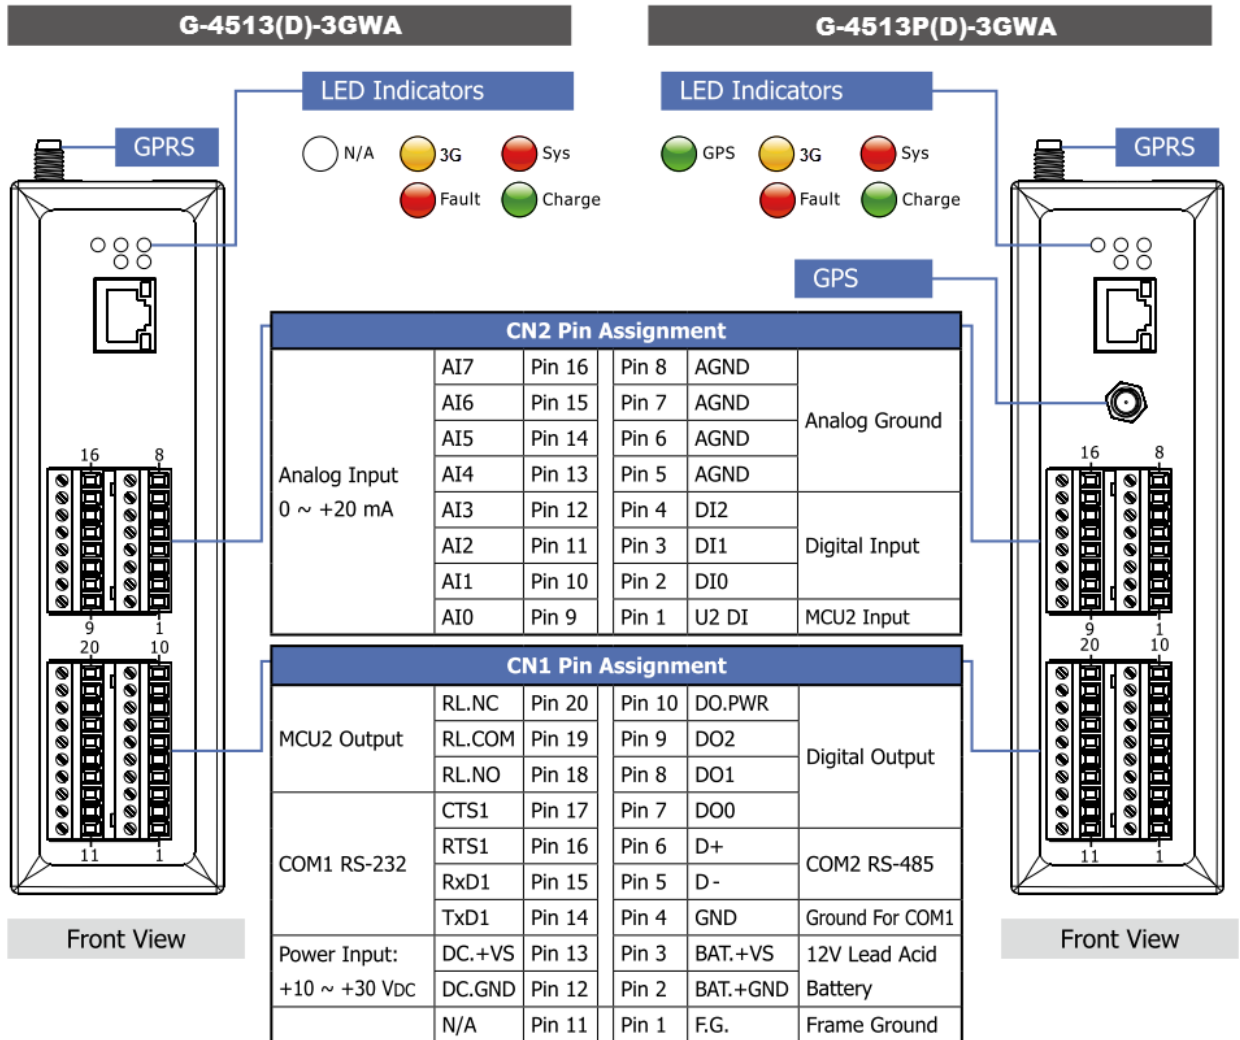 G-4513(D)-3GWA
G-4513P(D)-3GWA
LED Indicators
LED Indicators
GPRS
GPRS
N/A 3G Sys
Fault Charge
GPS 3G Sys
Fault Charge
GPS
CN2 Pin Assignment
AI7 Pin 16 Pin 8 AGND
AI6 Pin 15 Pin 7 AGND
Analog Ground
AI5 Pin 14 Pin 6 AGND
Analog Input
AI4 Pin 13 Pin 5 AGND
0 ~ +20 mA
AI3 Pin 12 Pin 4 DI2
AI2 Pin 11 Pin 3 DI1 Digital Input
AI1 Pin 10 Pin 2 DI0
AI0 Pin 9 Pin 1 U2 DI MCU2 Input
CN1 Pin Assignment
RL.NC Pin 20 Pin 10 DO.PWR
MCU2 Output RL.COM Pin 19 Pin 9 DO2
Digital Output
RL.NO Pin 18 Pin 8 DO1
CTS1 Pin 17 Pin 7 DO0
RTS1 Pin 16 Pin 6 D+
COM1 RS-232
COM2 RS-485
RxD1 Pin 15 Pin 5 D-
TxD1 Pin 14 Pin 4 GND Ground For COM1
Power Input: DC.+VS Pin 13 Pin 3 BAT.+VS 12V Lead Acid
+10 ~ +30 VDC DC.GND Pin 12 Pin 2 BAT.+GND Battery
N/A Pin 11 Pin 1 F.G. Frame Ground
16 8
9 1
20 10
11 1
Front View
16 8
9 1
20 10
11 1
Front View